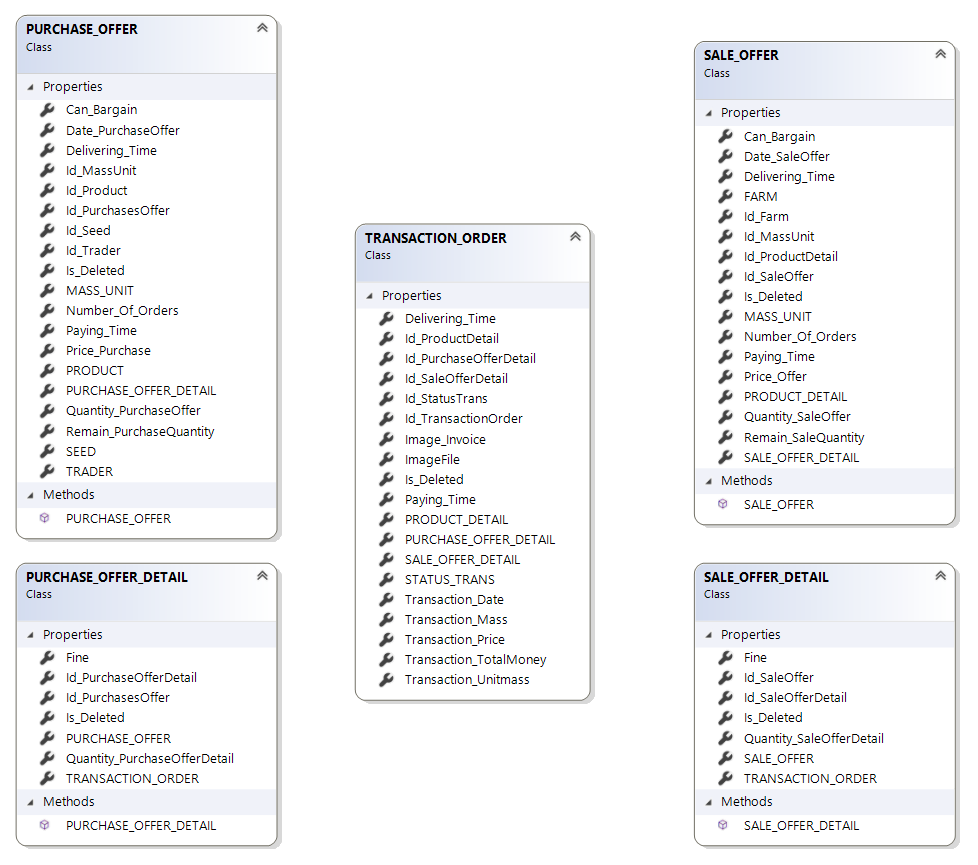 PURCHASE_OFFER
Class
Properties
Can_Bargain
Date_PurchaseOffer
Delivering_Time
Id_MassUnit
Id_Product
Id_PurchasesOffer
Id_Seed
Id_Trader
Is_Deleted
MASS_UNIT
Number_Of_Orders
Paying_Time
Price_Purchase
PRODUCT
PURCHASE_OFFER_DETAIL
Quantity_PurchaseOffer
Remain_PurchaseQuantity
SEED
TRADER
Methods
PURCHASE_OFFER
PURCHASE_OFFER_DETAIL
Class
Properties
Fine
Id_PurchaseOfferDetail
Id_PurchasesOffer
Is_Deleted
PURCHASE_OFFER
Quantity_PurchaseOfferDetail
TRANSACTION_ORDER
Methods
PURCHASE_OFFER_DETAIL
TRANSACTION_ORDER
Class
Properties
Delivering_Time
Id_ProductDetail
Id_PurchaseOfferDetail
Id_SaleOfferDetail
Id_StatusTrans
Id_TransactionOrder
Image_Invoice
ImageFile
Is_Deleted
Paying_Time
PRODUCT_DETAIL
PURCHASE_OFFER_DETAIL
SALE_OFFER_DETAIL
STATUS_TRANS
Transaction_Date
Transaction_Mass
Transaction_Price
Transaction_TotalMoney
Transaction_Unitmass
SALE_OFFER
Class
Properties
Can_Bargain
Date_SaleOffer
Delivering_Time
FARM
Id_Farm
Id_MassUnit
Id_ProductDetail
Id_SaleOffer
Is_Deleted
MASS_UNIT
Number_Of_Orders
Paying_Time
Price_Offer
PRODUCT_DETAIL
Quantity_SaleOffer
Remain_SaleQuantity
SALE_OFFER_DETAIL
Methods
SALE_OFFER
SALE_OFFER_DETAIL
Class
Properties
Fine
Id_SaleOffer
Id_SaleOfferDetail
Is_Deleted
Quantity_SaleOfferDetail
SALE_OFFER
TRANSACTION_ORDER
Methods
SALE_OFFER_DETAIL